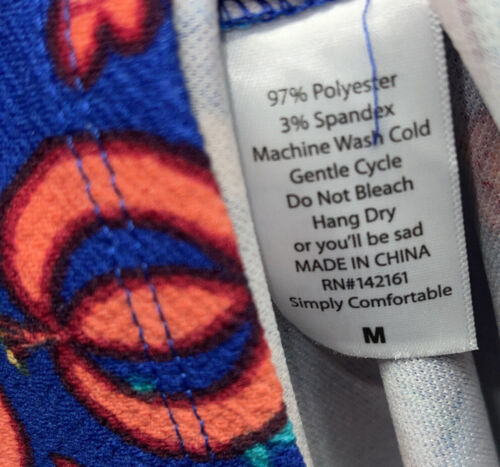 97% Polyester
3% Spandex
Machine Wash Cold
Gentle Cycle
Do Not Bleach
Hang Dry
or you'll be sad
MADE IN CHINA
RN#142161
Simply Comfortable
M